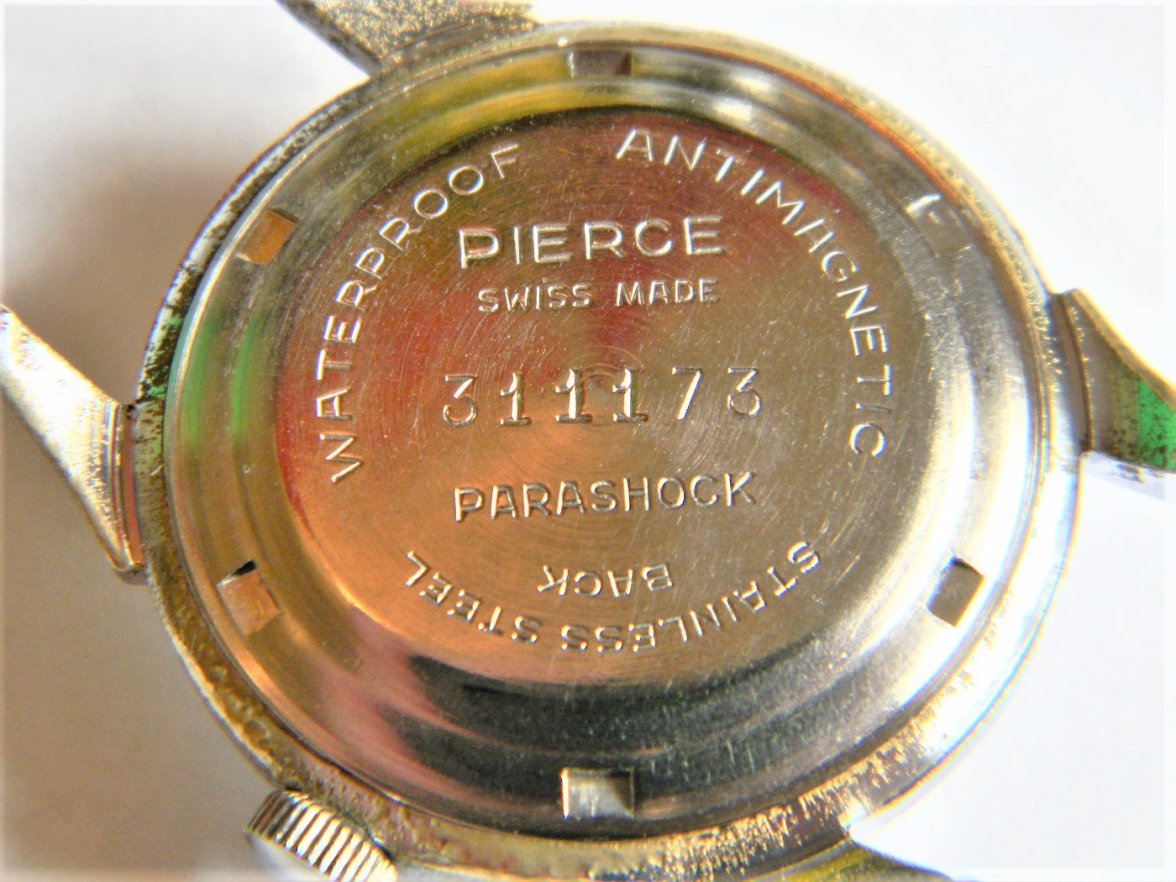 WATERPROOF ANTIMAGNETIC
PIERCE
SWISS MADE
311173
PARASHOCK
BACK
STAINLESS STEEL